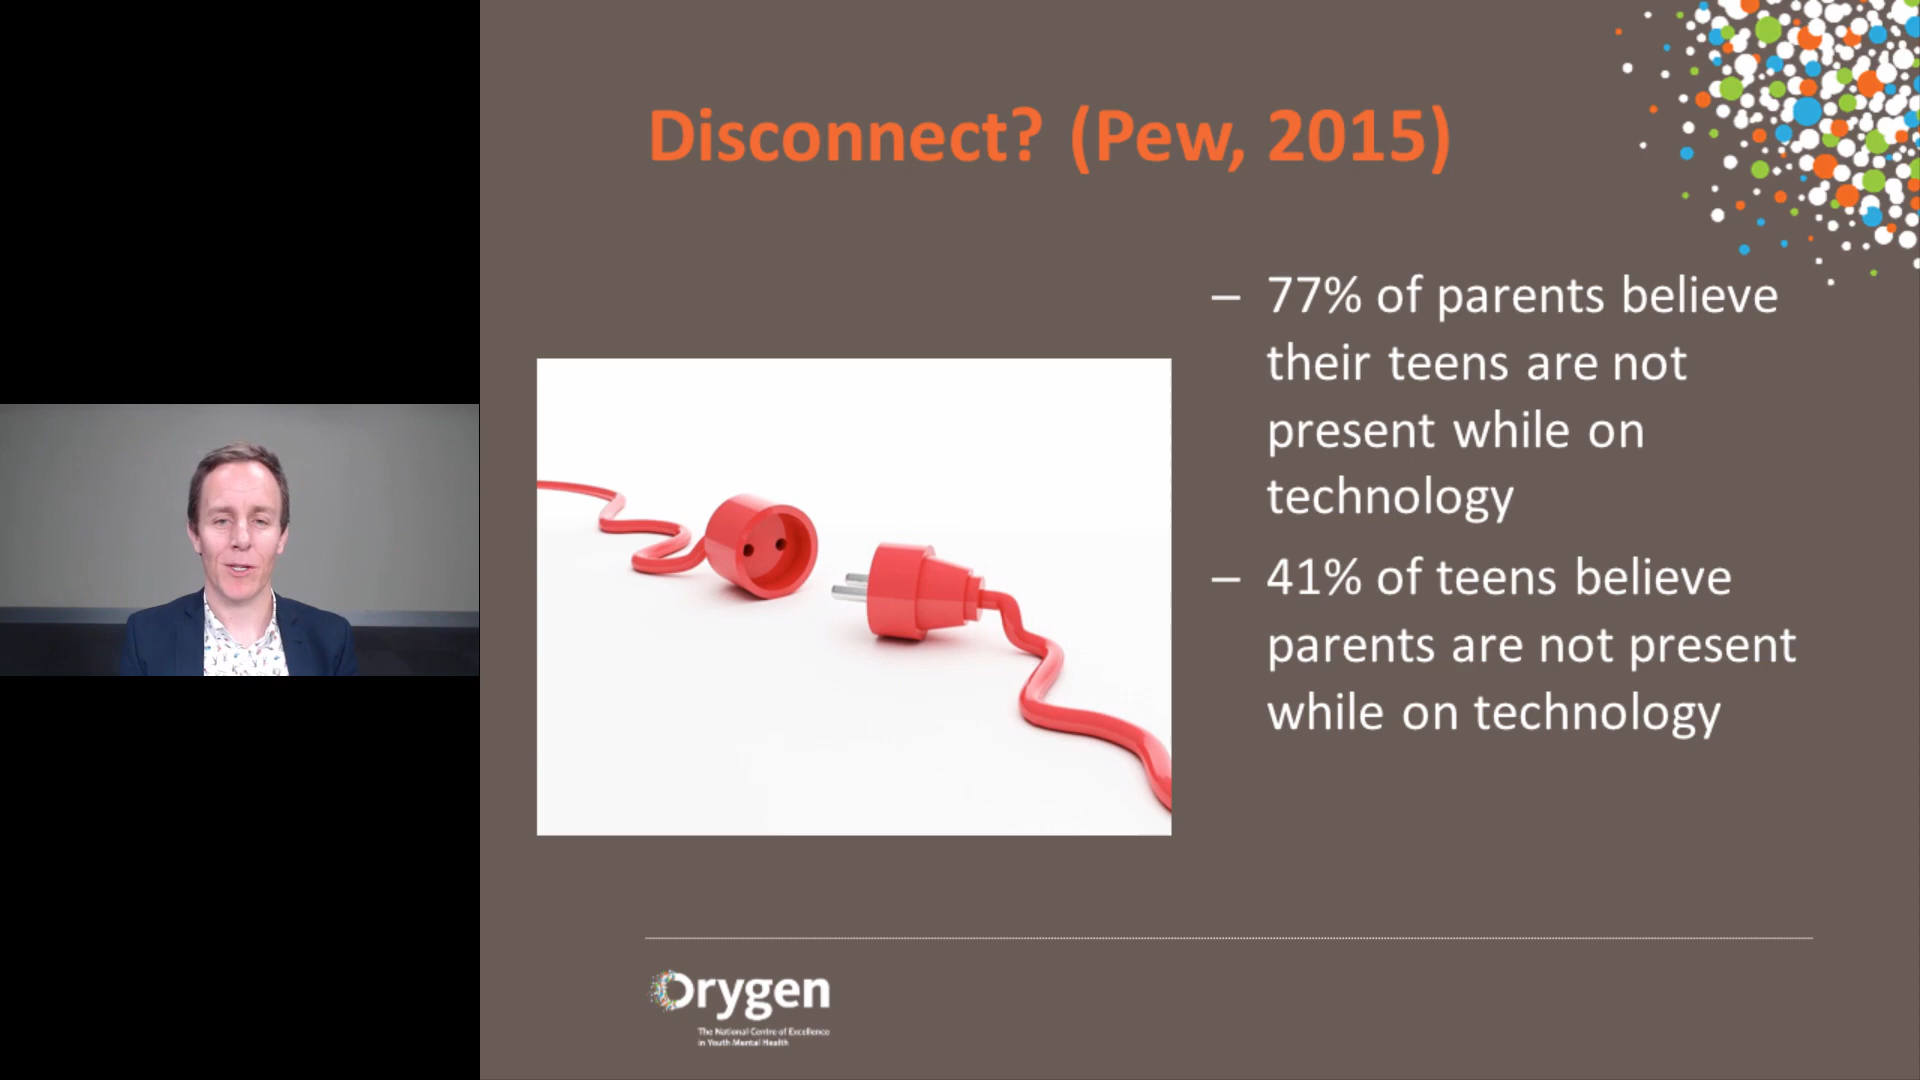 Disconnect? (Pew, 2015)
– 77% of parents believe
their teens are not
present while on
technology
– 41% of teens believe
parents are not present
while on technology
Orygen
The National Centre of Excellence
in Youth Mental Health